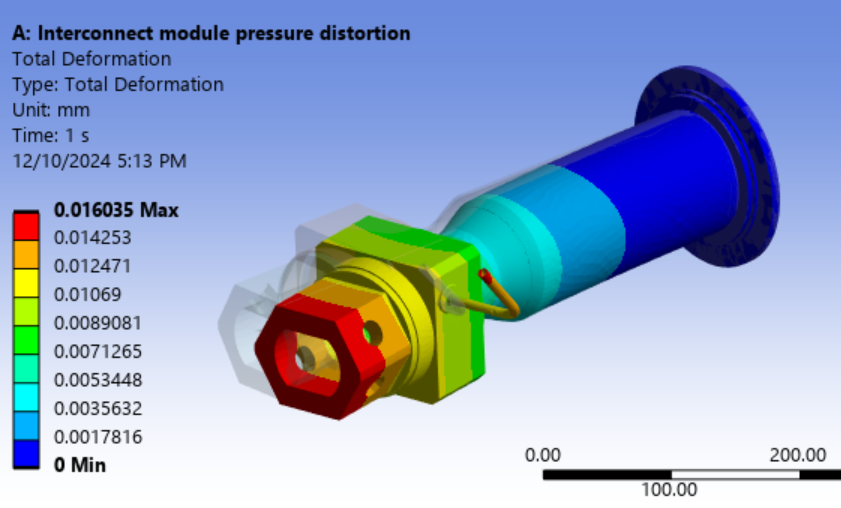 A: Interconnect module pressure distortion
Total Deformation
Type: Total Deformation
Unit: mm
Time: 1 s
12/10/2024 5:13 PM
0.016035 Max
0.014253
0.012471
0.01069
0.0089081
0.0071265
0.0053448
0.0035632
0.0017816
0 Min
0.00 200.00
100.00